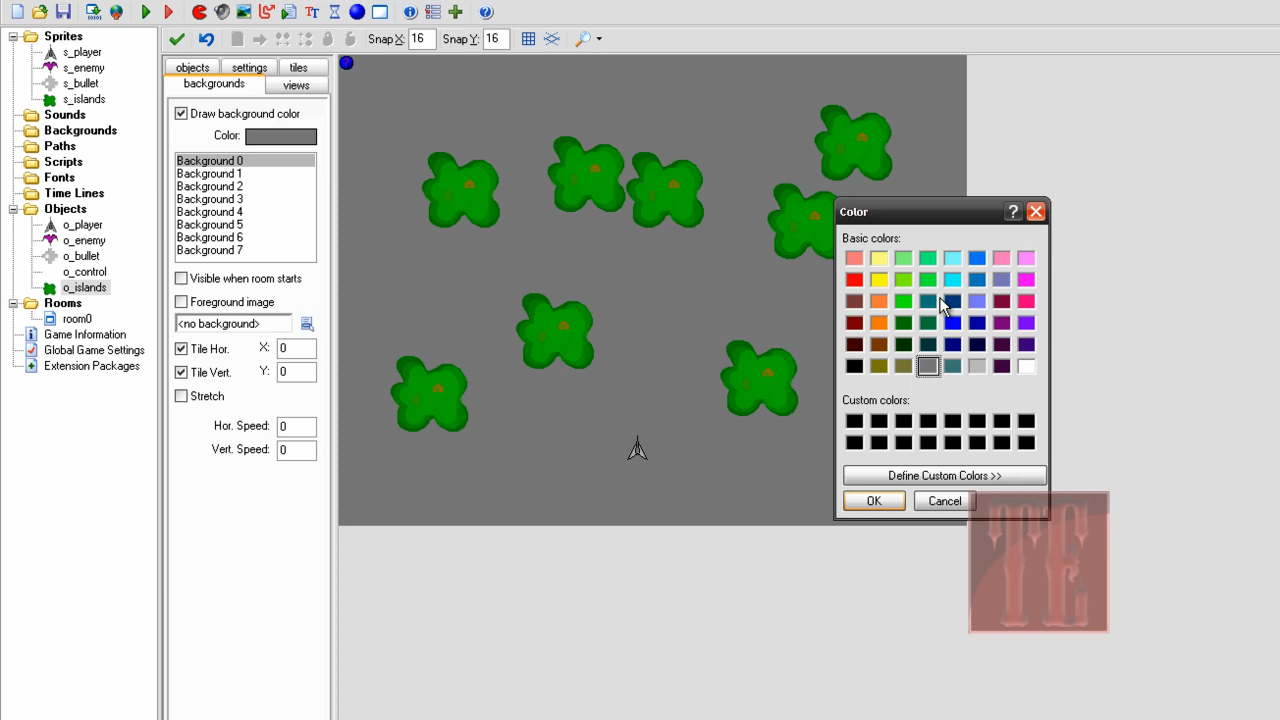 Snap X: 16 Snap Y: 16
Sprites
s_player
s_enemy
s_bullet
s_islands
Sounds
Backgrounds
Paths
Scripts
Fonts
Time Lines
Objects
o_player
o_enemy
o_bullet
o_control
o_islands
Rooms
room0
Game Information
Global Game Settings
Extension Packages
objects settings tiles
backgrounds views
Draw background color
Color:
Background 0
Background 1
Background 2
Background 3
Background 4
Background 5
Background 6
Background 7
Visible when room starts
Foreground image
<no background>
Tile Hor. X: 0
Tile Vert. Y: 0
Stretch
Hor. Speed: 0
Vert. Speed: 0
Color
Basic colors:
Custom colors:
Define Custom Colors >>
OK Cancel
TE